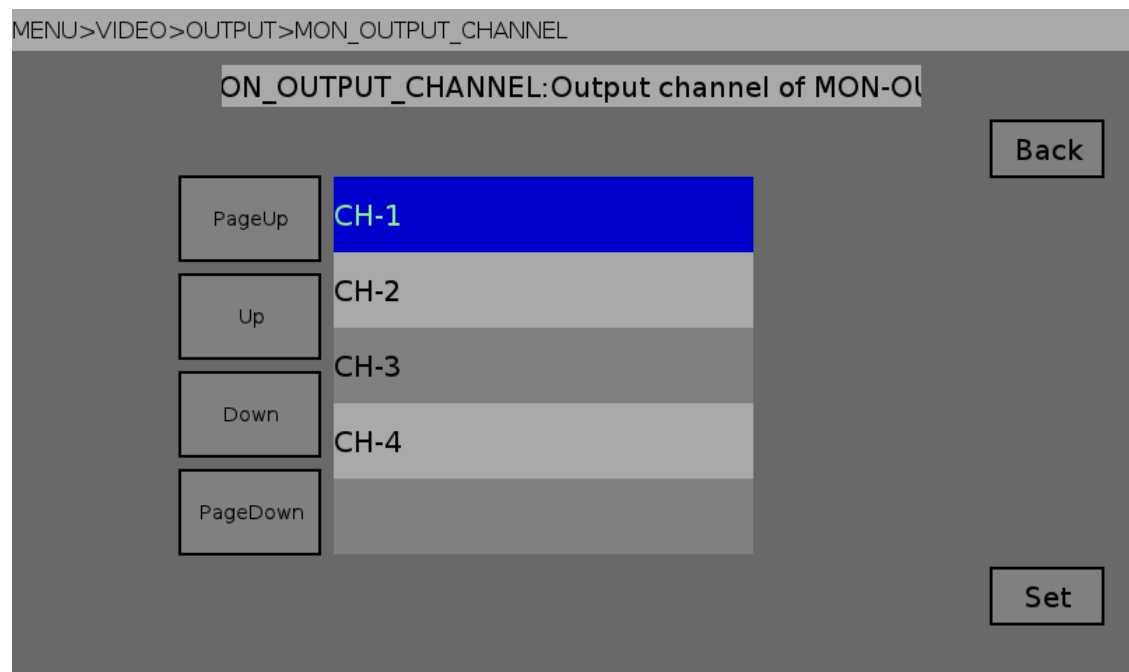 MENU>VIDEO>OUTPUT>MON_OUTPUT_CHANNEL
ON_OUTPUT_CHANNEL:Output channel of MON-OU
Back
PageUp
CH-1
CH-2
Up
CH-3
Down
CH-4
PageDown
Set